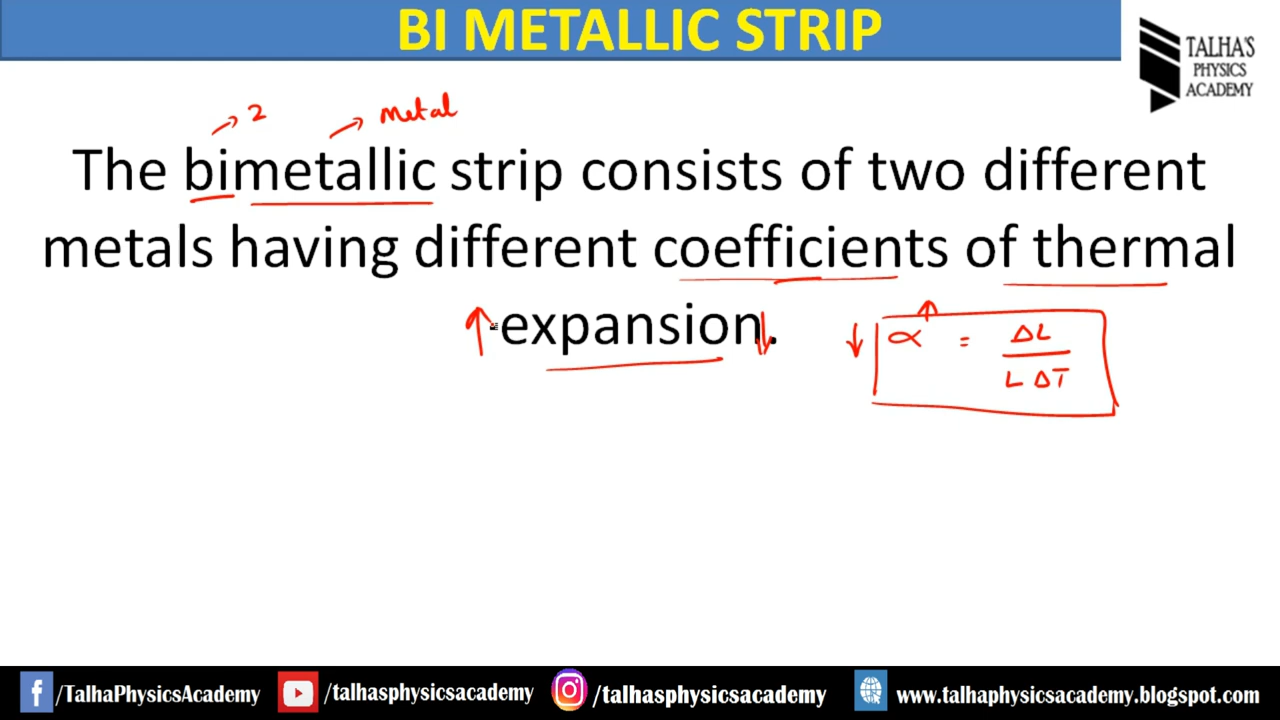 BI METALLIC STRIP
TALHA'S
PHYSICS
ACADEMY
→ 2
→ Metal
The bimetallic strip consists of two different
metals having different coefficients of thermal
↑ expansion. ↓
↓ α ↑ = ΔL / L ΔT
/TalhaPhysicsAcademy
/talhasphysicsacademy
/talhasphysicsacademy
www.talhaphysicsacademy.blogspot.com